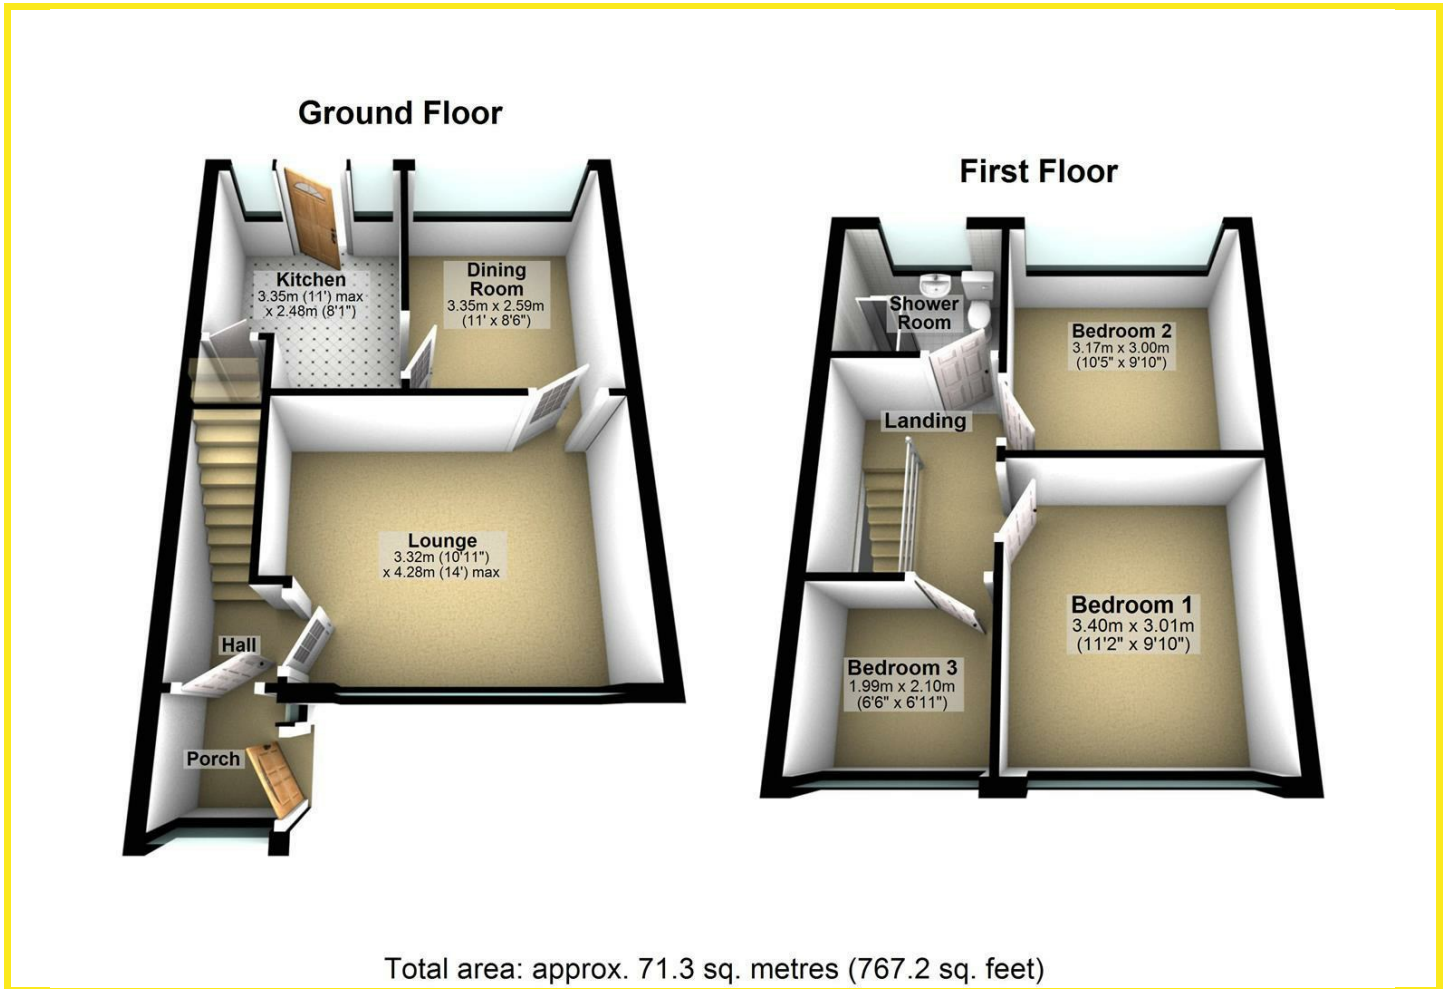 Ground Floor
Kitchen
3.35m (11') max
x 2.48m (8'1")
Dining
Room
3.35m x 2.59m
(11' x 8'6")
Lounge
3.32m (10'11")
x 4.28m (14') max
Hall
Porch
First Floor
Shower
Room
Bedroom 2
3.17m x 3.00m
(10'5" x 9'10")
Landing
Bedroom 1
3.40m x 3.01m
(11'2" x 9'10")
Bedroom 3
1.99m x 2.10m
(6'6" x 6'11")
Total area: approx. 71.3 sq. metres (767.2 sq. feet)